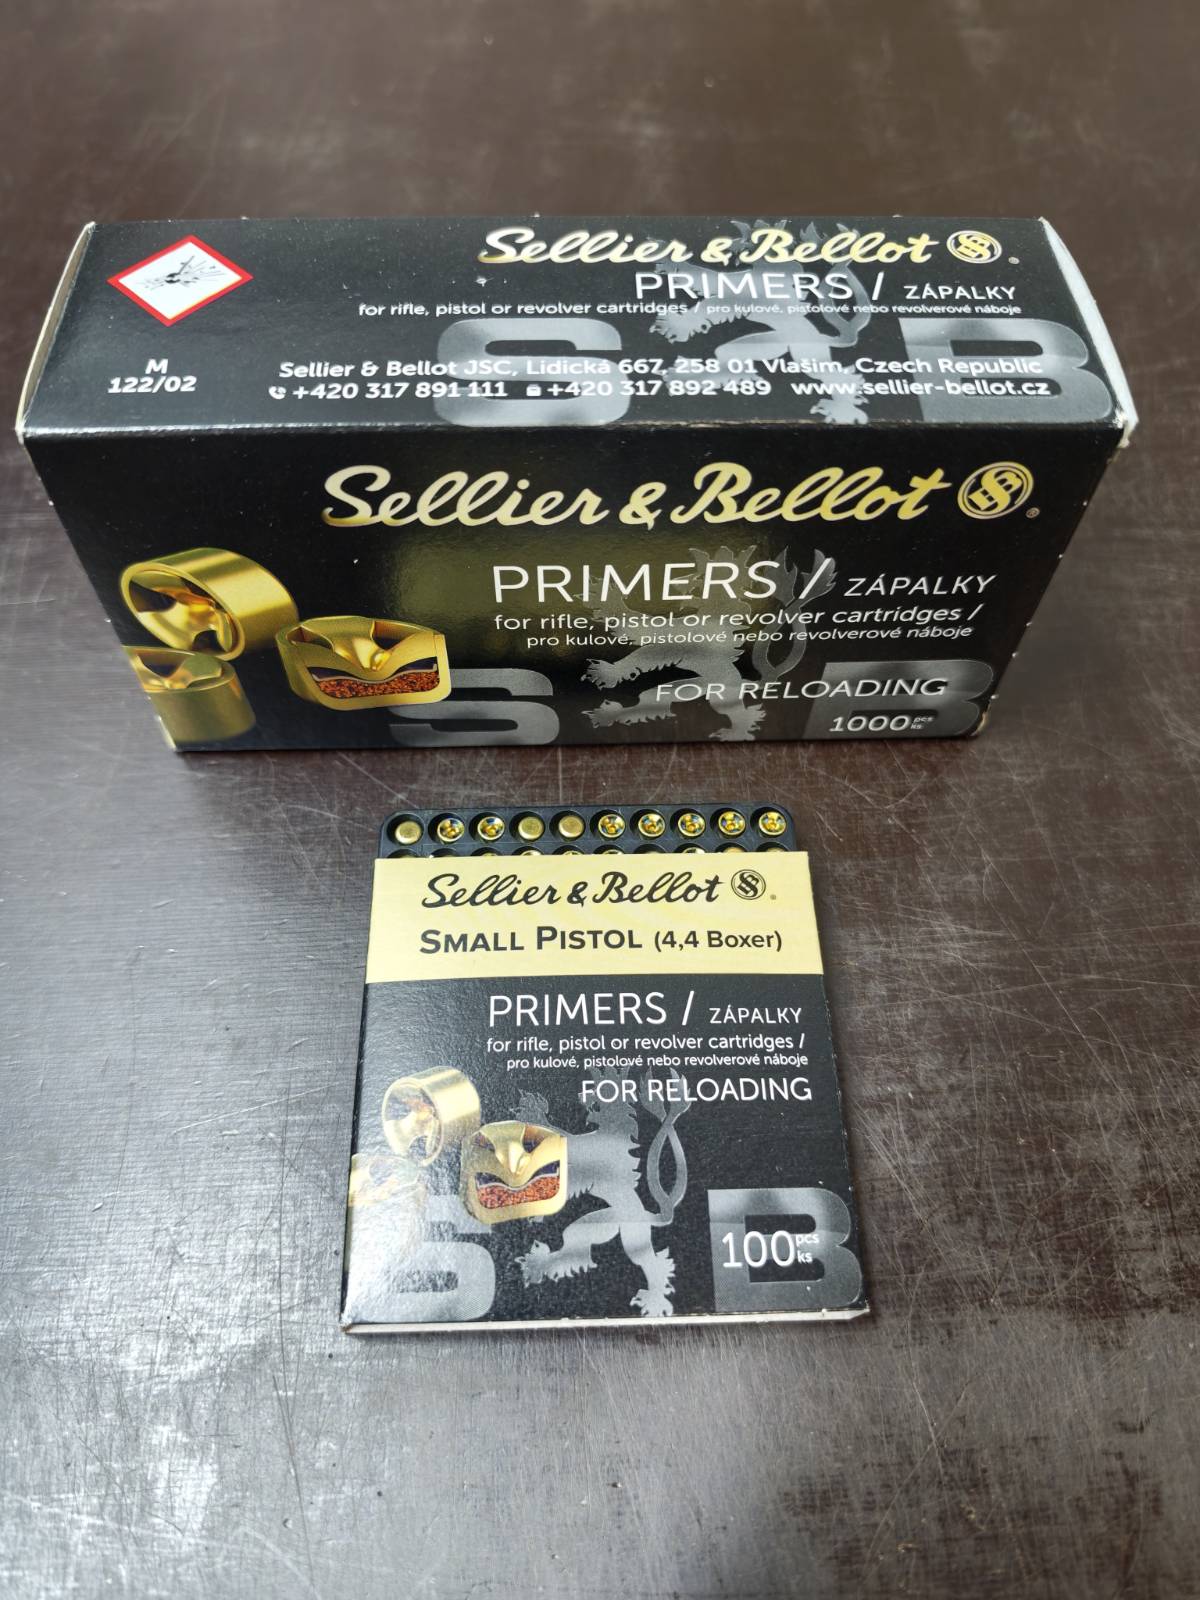 Sellier & Bellot SB ®
PRIMERS / ZÁPALKY
for rifle, pistol or revolver cartridges / pro kulové, pistolové nebo revolverové náboje
S B
M
122/02
Sellier & Bellot JSC, Lidická 667, 258 01 Vlašim, Czech Republic
+420 317 891 111 +420 317 892 489 www.sellier-bellot.cz
Sellier & Bellot SB ®
PRIMERS / ZÁPALKY
for rifle, pistol or revolver cartridges /
pro kulové, pistolové nebo revolverové náboje
S B
FOR RELOADING
1000 pcs
ks
Sellier & Bellot SB ®
SMALL PISTOL (4,4 Boxer)
PRIMERS / ZÁPALKY
for rifle, pistol or revolver cartridges /
pro kulové, pistolové nebo revolverové náboje
FOR RELOADING
S B
100 pcs
ks